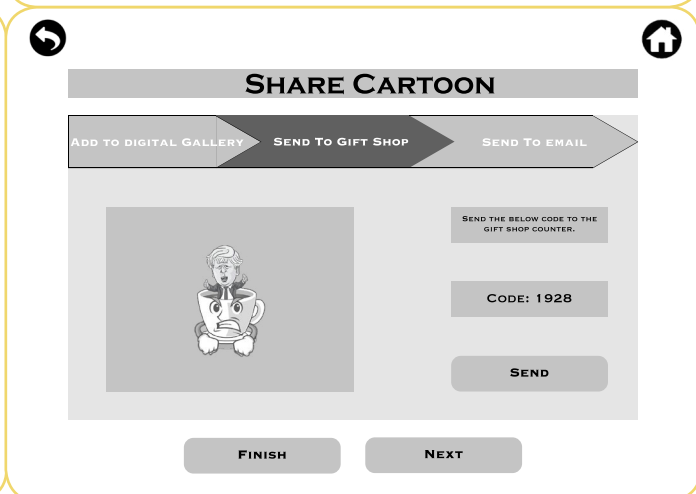 Share Cartoon
Add to digital Gallery
Send To Gift Shop
Send To email
Send the below code to the
gift shop counter.
Code: 1928
Send
Finish
Next